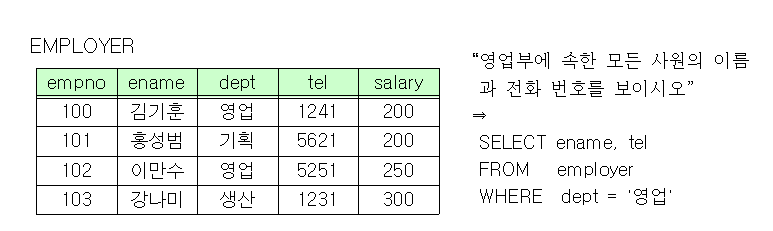 EMPLOYER
empno ename dept tel salary
100 김기훈 영업 1241 200
101 홍성범 기획 5621 200
102 이만수 영업 5251 250
103 강나미 생산 1231 300
“영업부에 속한 모든 사원의 이름
과 전화 번호를 보이시오”
⇒
SELECT ename, tel
FROM employer
WHERE dept = '영업'